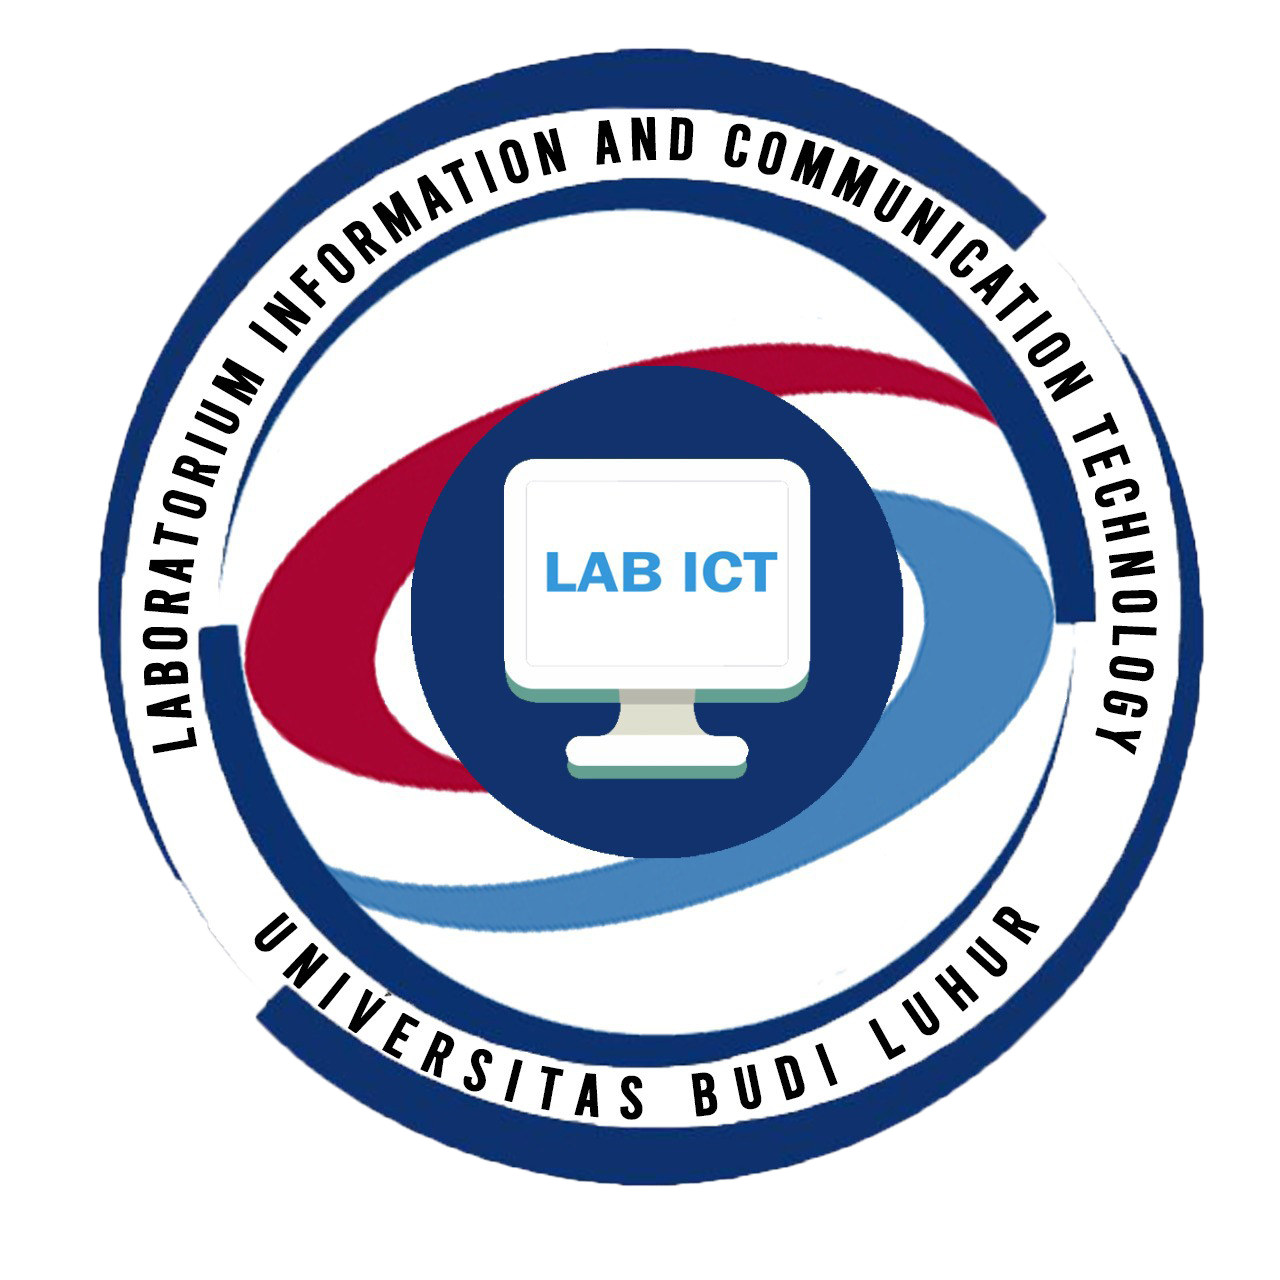 LABORATORIUM INFORMATION AND COMMUNICATION TECHNOLOGY
LAB ICT
UNIVERSITAS BUDI LUHUR